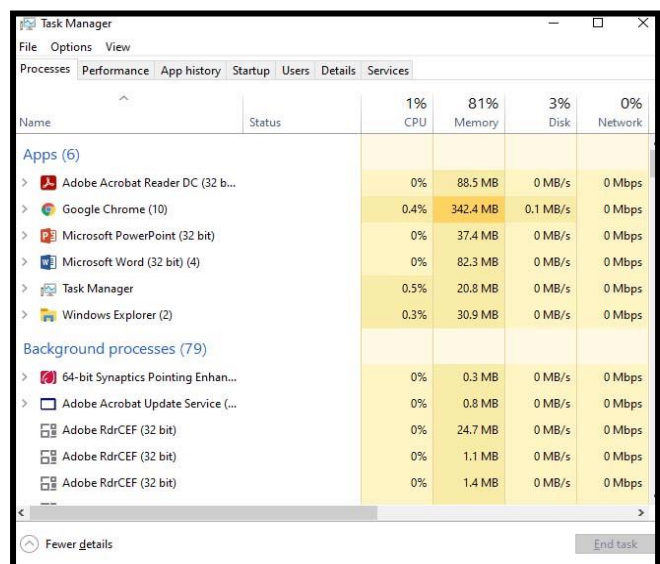 Task Manager
File Options View
Processes Performance App history Startup Users Details Services
1% 81% 3% 0%
Name Status CPU Memory Disk Network
Apps (6)
Adobe Acrobat Reader DC (32 b... 0% 88.5 MB 0 MB/s 0 Mbps
Google Chrome (10) 0.4% 342.4 MB 0.1 MB/s 0 Mbps
Microsoft PowerPoint (32 bit) 0% 37.4 MB 0 MB/s 0 Mbps
Microsoft Word (32 bit) (4) 0% 82.3 MB 0 MB/s 0 Mbps
Task Manager 0.5% 20.8 MB 0 MB/s 0 Mbps
Windows Explorer (2) 0.3% 30.9 MB 0 MB/s 0 Mbps
Background processes (79)
64-bit Synaptics Pointing Enhan... 0% 0.3 MB 0 MB/s 0 Mbps
Adobe Acrobat Update Service (... 0% 0.8 MB 0 MB/s 0 Mbps
Adobe RdrCEF (32 bit) 0% 24.7 MB 0 MB/s 0 Mbps
Adobe RdrCEF (32 bit) 0% 1.1 MB 0 MB/s 0 Mbps
Adobe RdrCEF (32 bit) 0% 1.4 MB 0 MB/s 0 Mbps
Fewer details End task